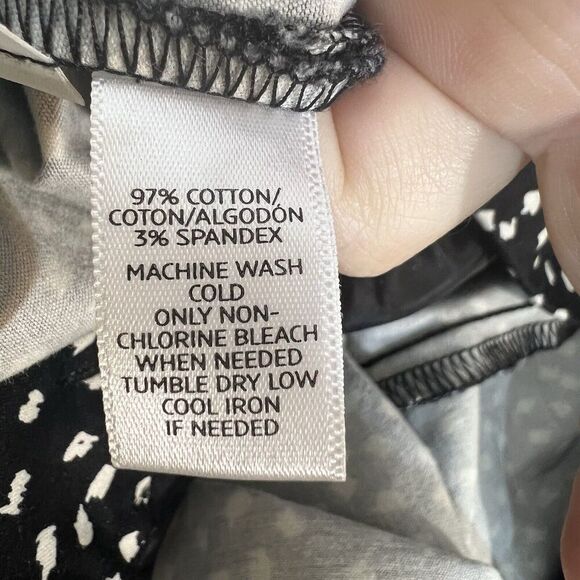 97% COTTON/
COTON/ALGODÓN
3% SPANDEX
MACHINE WASH
COLD
ONLY NON-
CHLORINE BLEACH
WHEN NEEDED
TUMBLE DRY LOW
COOL IRON
IF NEEDED